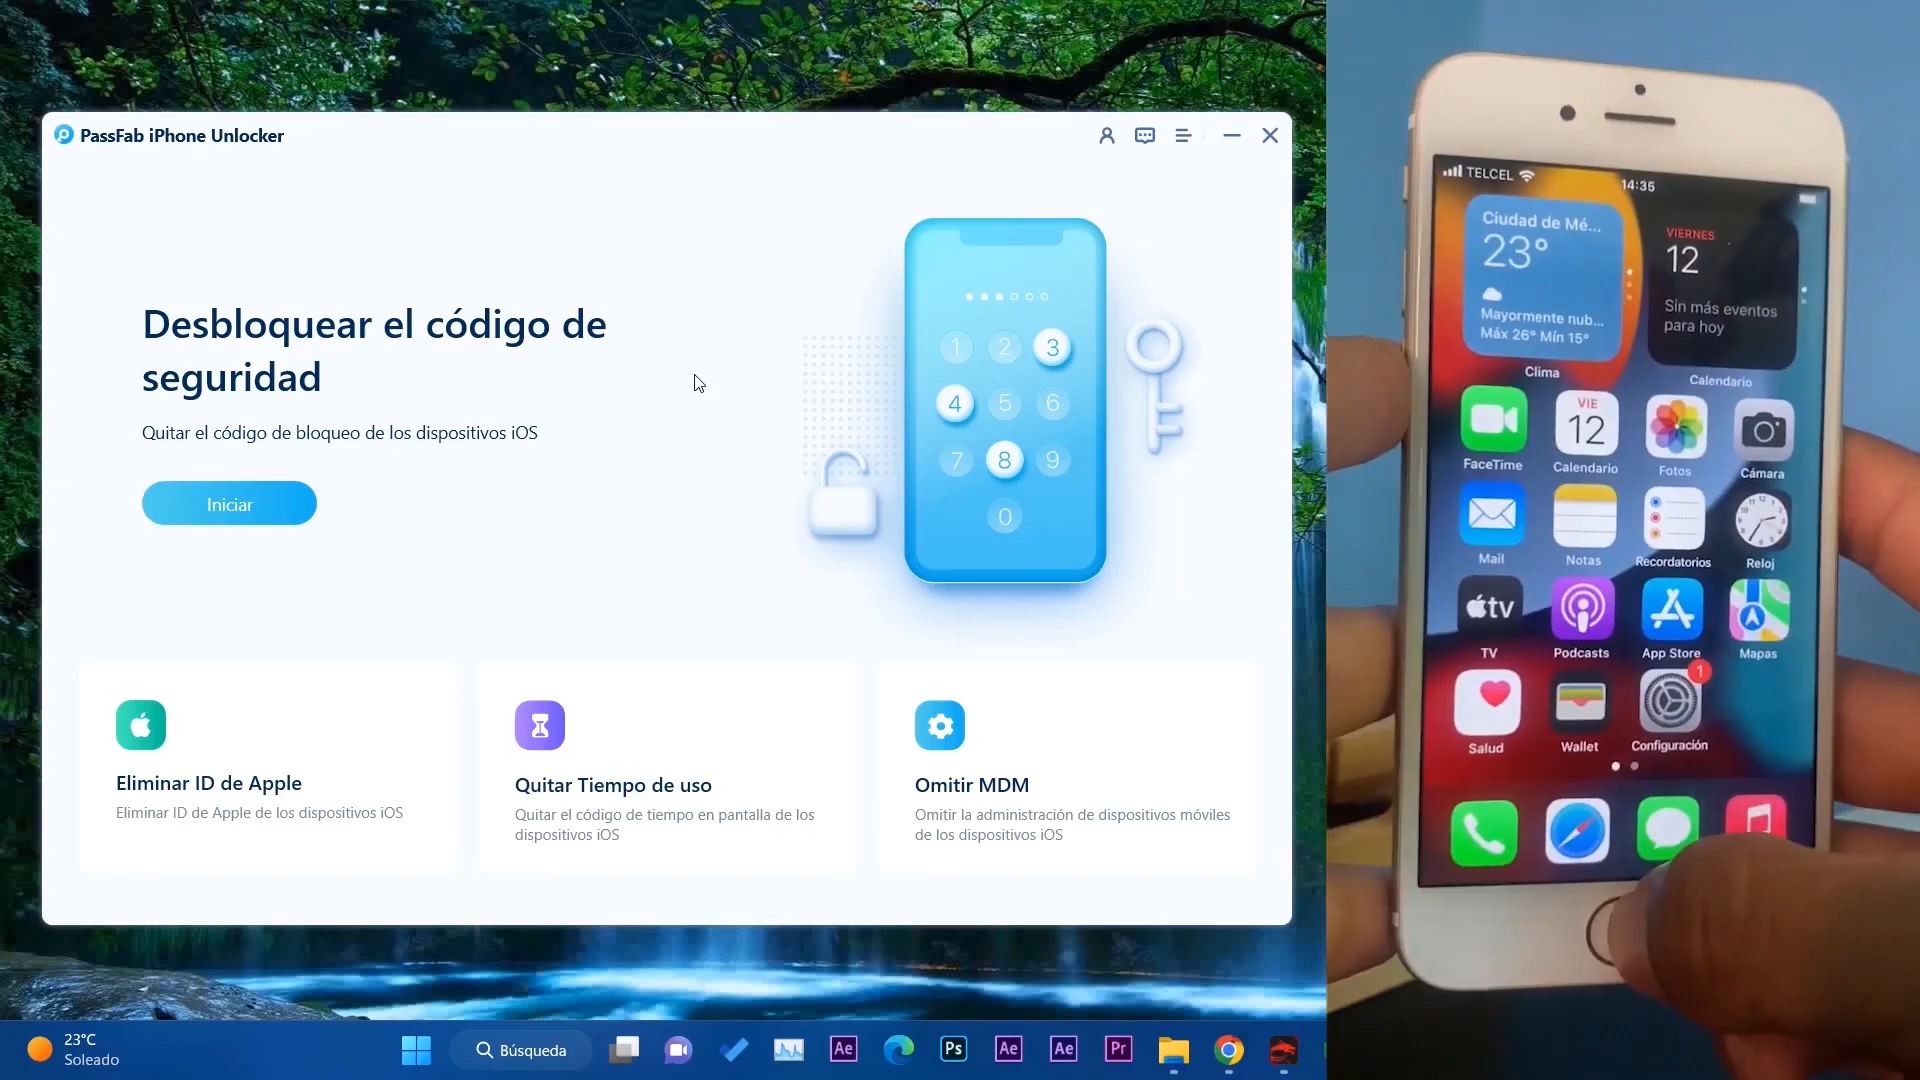 PassFab iPhone Unlocker
Desbloquear el código de
seguridad
Quitar el código de bloqueo de los dispositivos iOS
Iniciar
1 2 3
4 5 6
7 8 9
0
Eliminar ID de Apple
Eliminar ID de Apple de los dispositivos iOS
Quitar Tiempo de uso
Quitar el código de tiempo en pantalla de los
dispositivos iOS
Omitir MDM
Omitir la administración de dispositivos móviles
de los dispositivos iOS
23°C
Soleado
Búsqueda
Ae
Ps
Ae
Ae
Pr
TELCEL
14:35
Ciudad de Mé...
23°
Mayormente nub...
Máx 26° Mín 15°
Clima
VIERNES
12
Sin más eventos
para hoy
Calendario
VIE
12
FaceTime
Calendario
Fotos
Cámara
Mail
Notas
Recordatorios
Reloj
tv
TV
Podcasts
App Store
Mapas
1
Salud
Wallet
Configuración